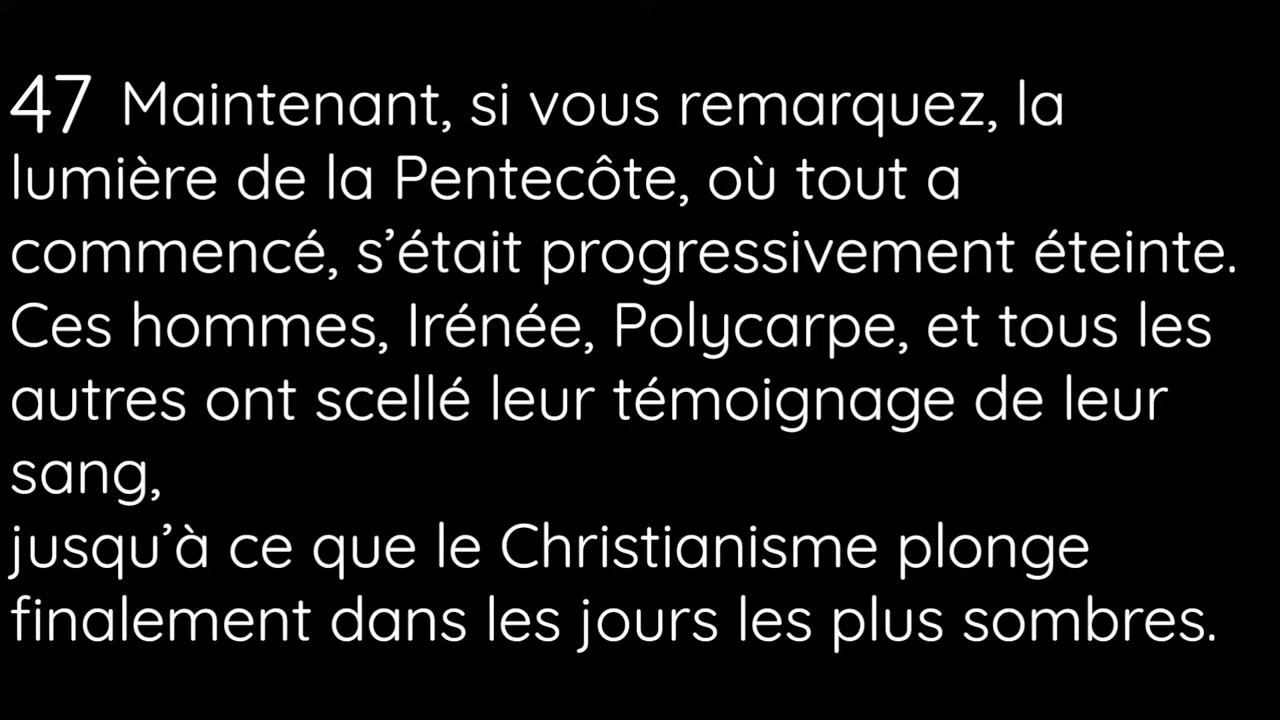 47 Maintenant, si vous remarquez, la
lumière de la Pentecôte, où tout a
commencé, s’était progressivement éteinte.
Ces hommes, Irénée, Polycarpe, et tous les
autres ont scellé leur témoignage de leur
sang,
jusqu’à ce que le Christianisme plonge
finalement dans les jours les plus sombres.